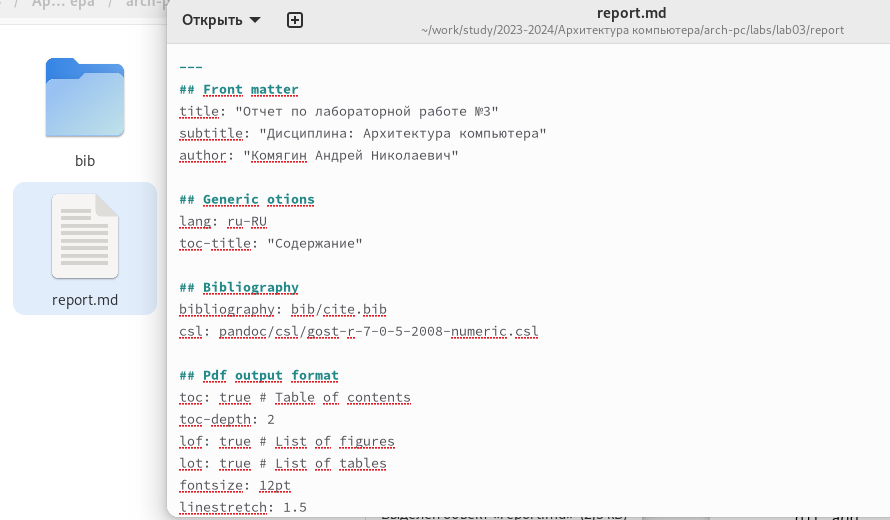 / Ар… ера / arch-p
bib
report.md
Открыть
report.md
~/work/study/2023-2024/Архитектура компьютера/arch-pc/labs/lab03/report
---
## Front matter
title: "Отчет по лабораторной работе №3"
subtitle: "Дисциплина: Архитектура компьютера"
author: "Комягин Андрей Николаевич"
## Generic otions
lang: ru-RU
toc-title: "Содержание"
## Bibliography
bibliography: bib/cite.bib
csl: pandoc/csl/gost-r-7-0-5-2008-numeric.csl
## Pdf output format
toc: true # Table of contents
toc-depth: 2
lof: true # List of figures
lot: true # List of tables
fontsize: 12pt
linestretch: 1.5